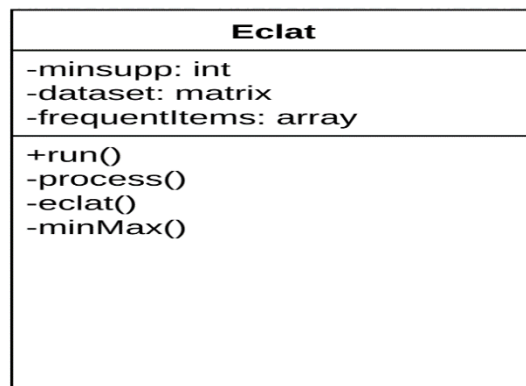 Eclat
-minsupp: int
-dataset: matrix
-frequentItems: array
+run()
-process()
-eclat()
-minMax()